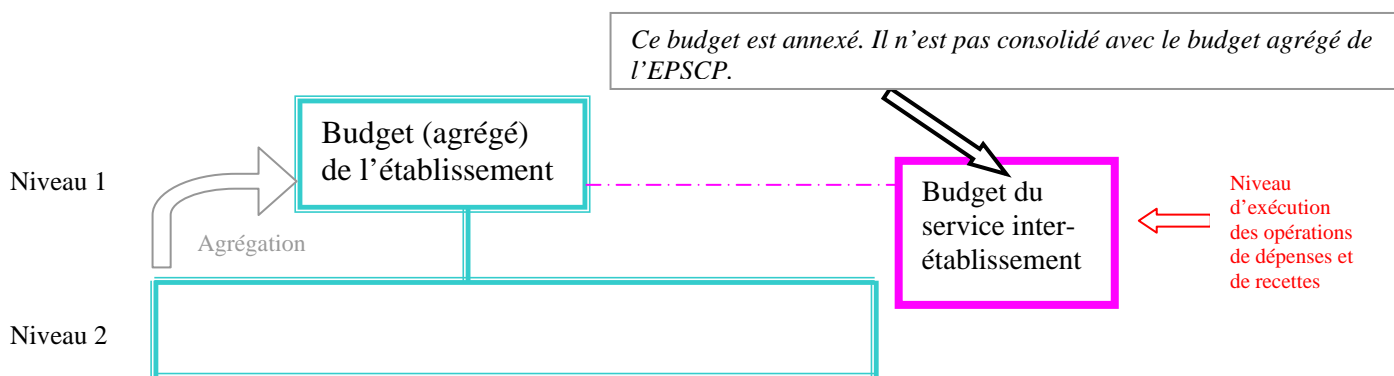 Ce budget est annexé. Il n’est pas consolidé avec le budget agrégé de
l’EPSCP.
Budget (agrégé)
de l’établissement
Niveau 1
Budget du
service inter-
établissement
Niveau
d’exécution
des opérations
de dépenses et
de recettes
Agrégation
Niveau 2